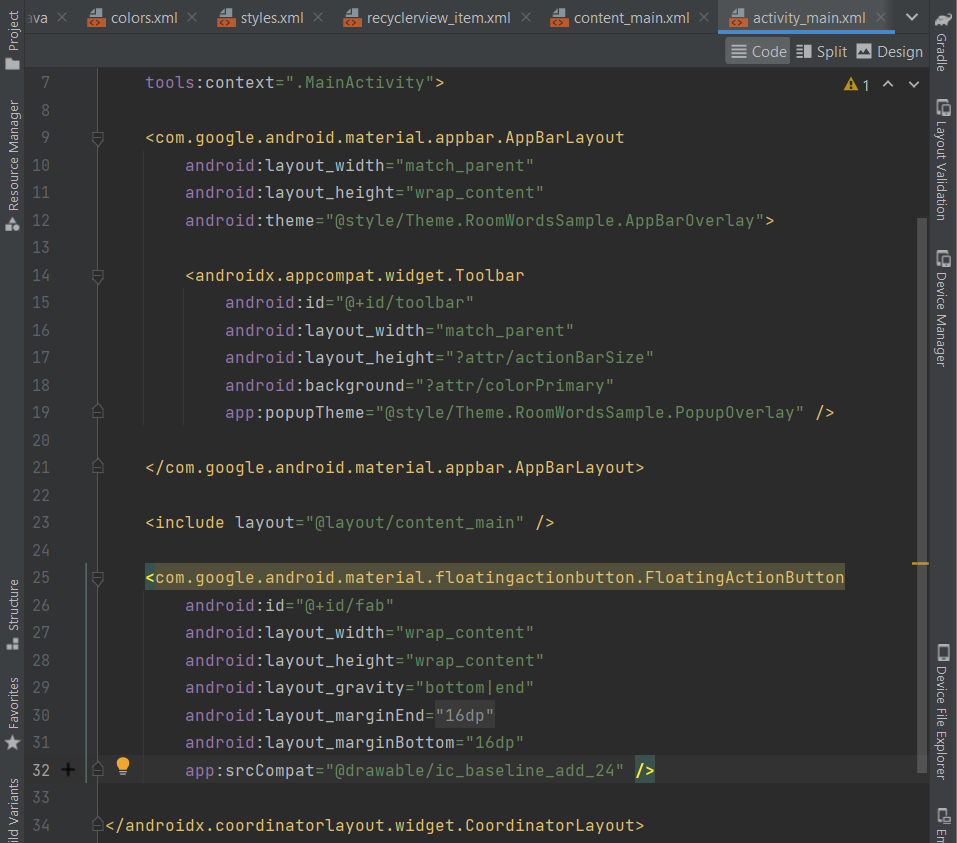 ava colors.xml styles.xml recyclerview_item.xml content_main.xml activity_main.xml
Code Split Design
1
7 tools:context=".MainActivity">
8
9 <com.google.android.material.appbar.AppBarLayout
10 android:layout_width="match_parent"
11 android:layout_height="wrap_content"
12 android:theme="@style/Theme.RoomWordsSample.AppBarOverlay">
13
14 <androidx.appcompat.widget.Toolbar
15 android:id="@+id/toolbar"
16 android:layout_width="match_parent"
17 android:layout_height="?attr/actionBarSize"
18 android:background="?attr/colorPrimary"
19 app:popupTheme="@style/Theme.RoomWordsSample.PopupOverlay" />
20
21 </com.google.android.material.appbar.AppBarLayout>
22
23 <include layout="@layout/content_main" />
24
25 <com.google.android.material.floatingactionbutton.FloatingActionButton
26 android:id="@+id/fab"
27 android:layout_width="wrap_content"
28 android:layout_height="wrap_content"
29 android:layout_gravity="bottom|end"
30 android:layout_marginEnd="16dp"
31 android:layout_marginBottom="16dp"
32 app:srcCompat="@drawable/ic_baseline_add_24" />
33
34 </androidx.coordinatorlayout.widget.CoordinatorLayout>
Project
Resource Manager
Structure
Favorites
ild Variants
Gradle
Layout Validation
Device Manager
Device File Explorer
Em